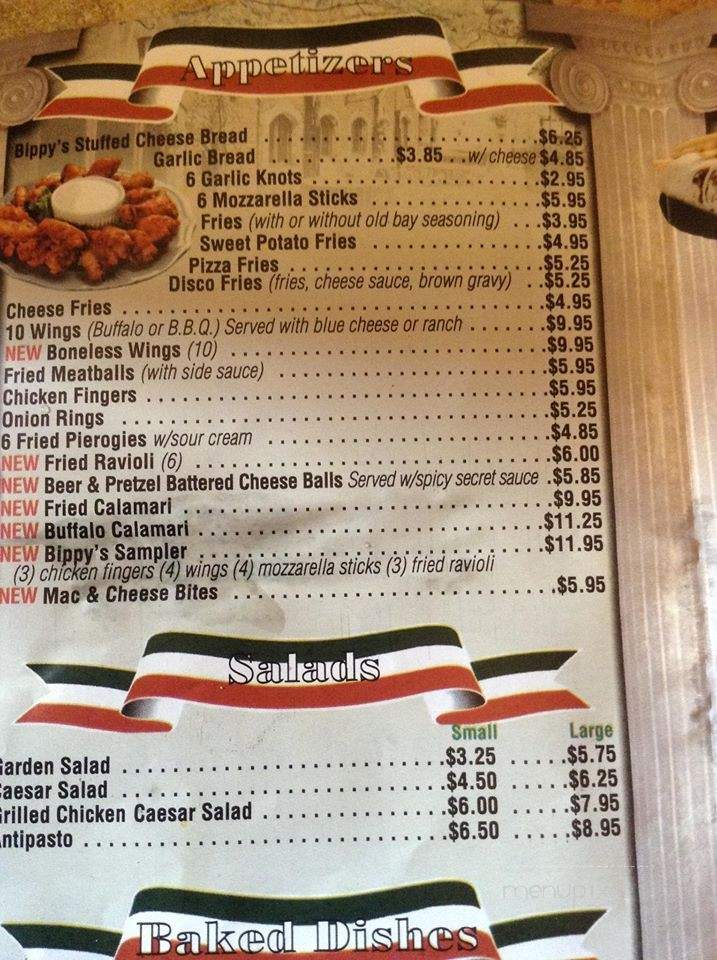 Appetizers
Bippy's Stuffed Cheese Bread $6.25
Garlic Bread $3.85 w/ cheese $4.85
6 Garlic Knots $2.95
6 Mozzarella Sticks $5.95
Fries (with or without old bay seasoning) $3.95
Sweet Potato Fries $4.95
Pizza Fries $5.25
Disco Fries (fries, cheese sauce, brown gravy) $5.25
Cheese Fries $4.95
10 Wings (Buffalo or B.B.Q.) Served with blue cheese or ranch $9.95
NEW Boneless Wings (10) $9.95
Fried Meatballs (with side sauce) $5.95
Chicken Fingers $5.95
Onion Rings $5.25
6 Fried Pierogies w/sour cream $4.85
NEW Fried Ravioli (6) $6.00
NEW Beer & Pretzel Battered Cheese Balls Served w/spicy secret sauce $5.85
NEW Fried Calamari $9.95
NEW Buffalo Calamari $11.25
NEW Bippy's Sampler $11.95
(3) chicken fingers (4) wings (4) mozzarella sticks (3) fried ravioli
NEW Mac & Cheese Bites $5.95
Salads
Small Large
arden Salad $3.25 $5.75
aesar Salad $4.50 $6.25
rilled Chicken Caesar Salad $6.00 $7.95
ntipasto $6.50 $8.95
Baked Dishes